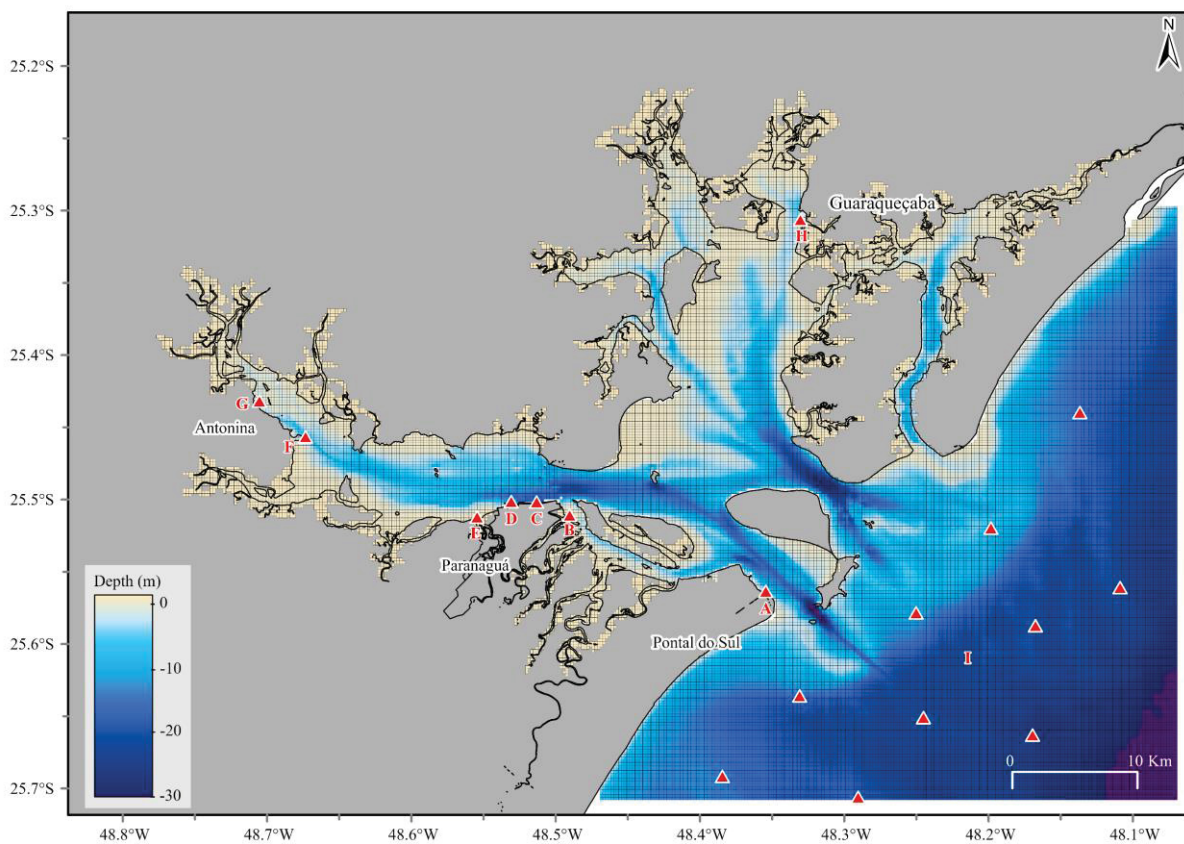 N
25.2°S
25.3°S
25.4°S
25.5°S
25.6°S
25.7°S
Guaraqueçaba
H
G
Antonina
F
D
C
B
E
Paranaguá
A
Pontal do Sul
I
Depth (m)
0
-10
-20
-30
0
10 Km
48.8°W
48.7°W
48.6°W
48.5°W
48.4°W
48.3°W
48.2°W
48.1°W